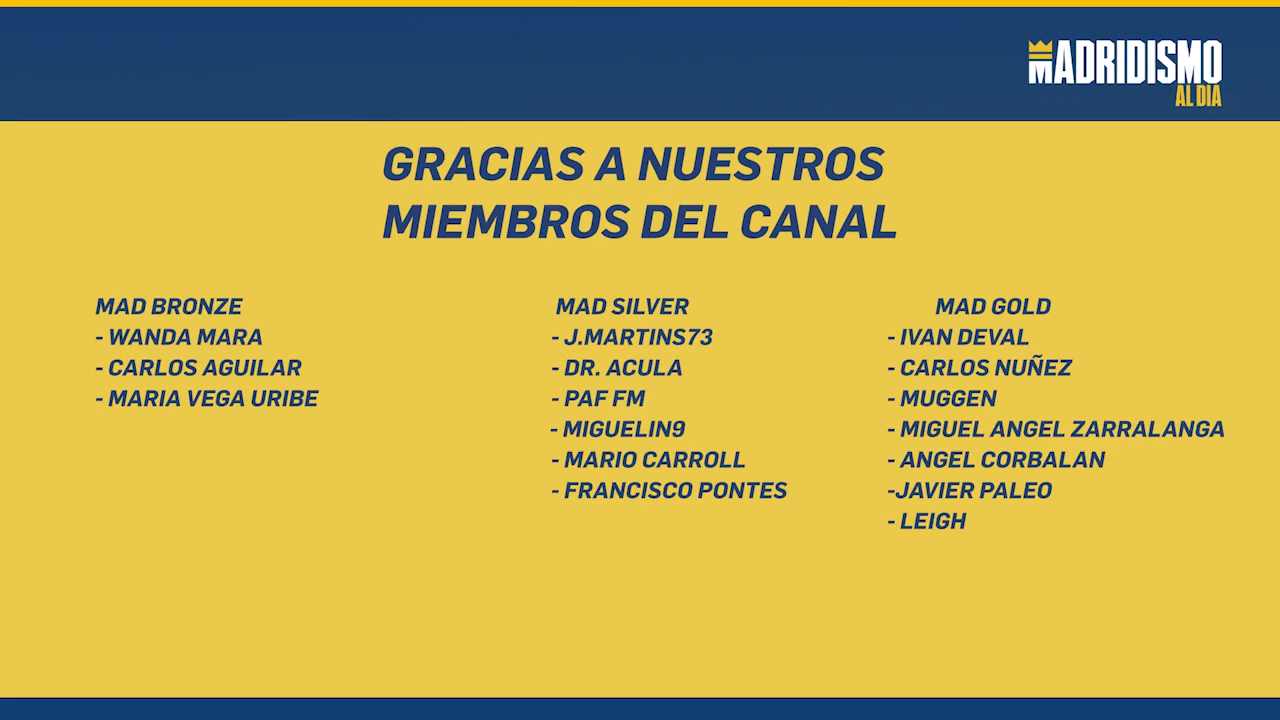 MADRIDISMO
AL DIA
GRACIAS A NUESTROS
MIEMBROS DEL CANAL
MAD BRONZE
- WANDA MARA
- CARLOS AGUILAR
- MARIA VEGA URIBE
MAD SILVER
- J.MARTINS73
- DR. ACULA
- PAF FM
- MIGUELIN9
- MARIO CARROLL
- FRANCISCO PONTES
MAD GOLD
- IVAN DEVAL
- CARLOS NUÑEZ
- MUGGEN
- MIGUEL ANGEL ZARRALANGA
- ANGEL CORBALAN
-JAVIER PALEO
- LEIGH